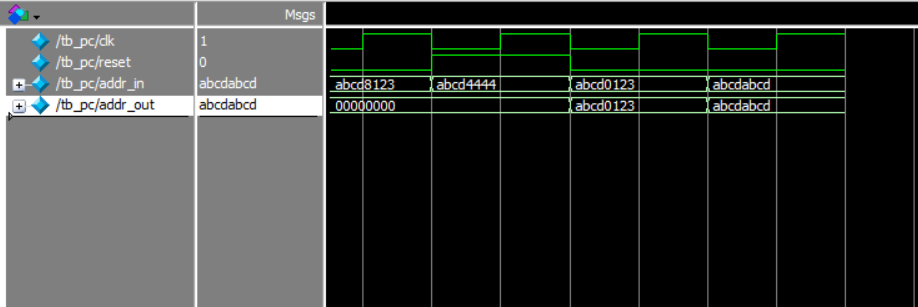 Msgs
/tb_pc/clk 1
/tb_pc/reset 0
/tb_pc/addr_in abcdabcd abcd8123 abcd4444 abcd0123 abcdabcd
/tb_pc/addr_out abcdabcd 00000000 abcd0123 abcdabcd